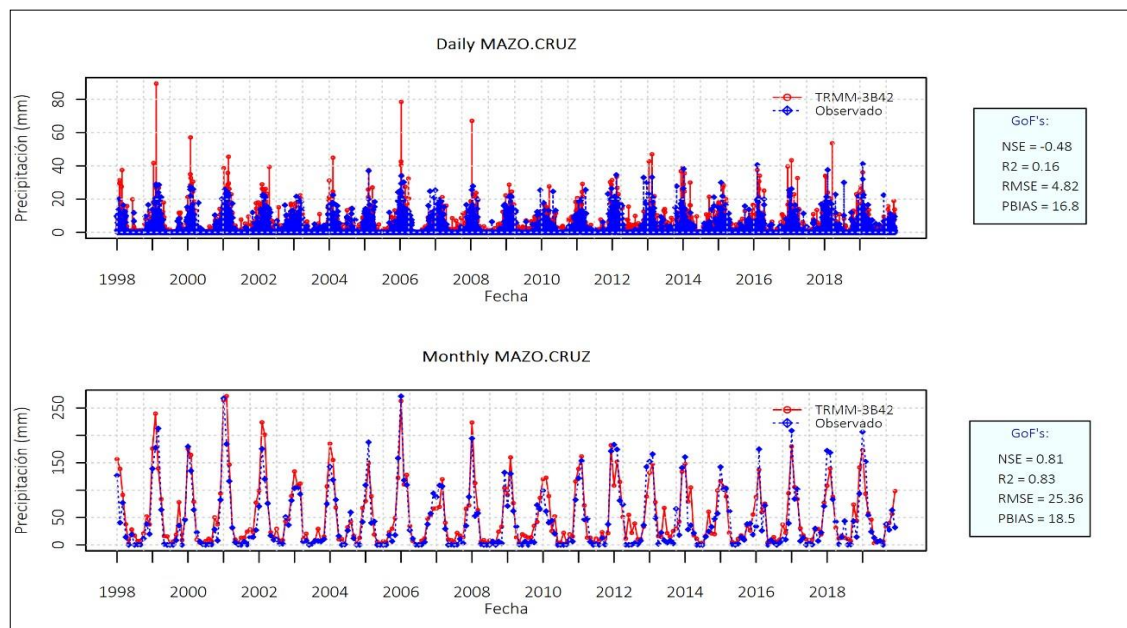 Daily MAZO.CRUZ
Precipitación (mm)
80
60
40
20
0
TRMM-3B42
Observado
1998 2000 2002 2004 2006 2008 2010 2012 2014 2016 2018
Fecha
GoF's:
NSE = -0.48
R2 = 0.16
RMSE = 4.82
PBIAS = 16.8
Monthly MAZO.CRUZ
Precipitación (mm)
250
150
50
0
TRMM-3B42
Observado
1998 2000 2002 2004 2006 2008 2010 2012 2014 2016 2018
Fecha
GoF's:
NSE = 0.81
R2 = 0.83
RMSE = 25.36
PBIAS = 18.5